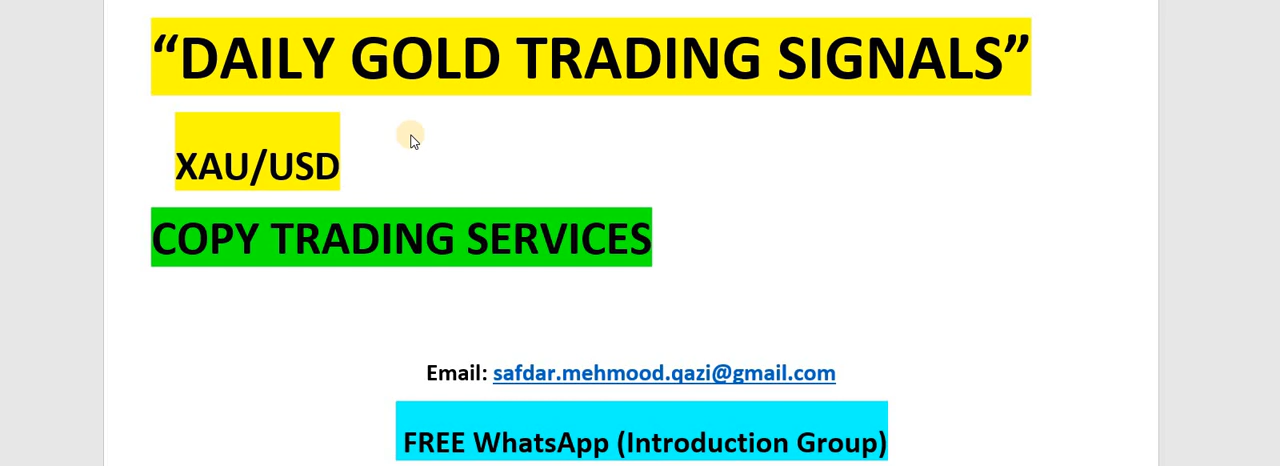 “DAILY GOLD TRADING SIGNALS”
XAU/USD
COPY TRADING SERVICES
Email: safdar.mehmood.qazi@gmail.com
FREE WhatsApp (Introduction Group)